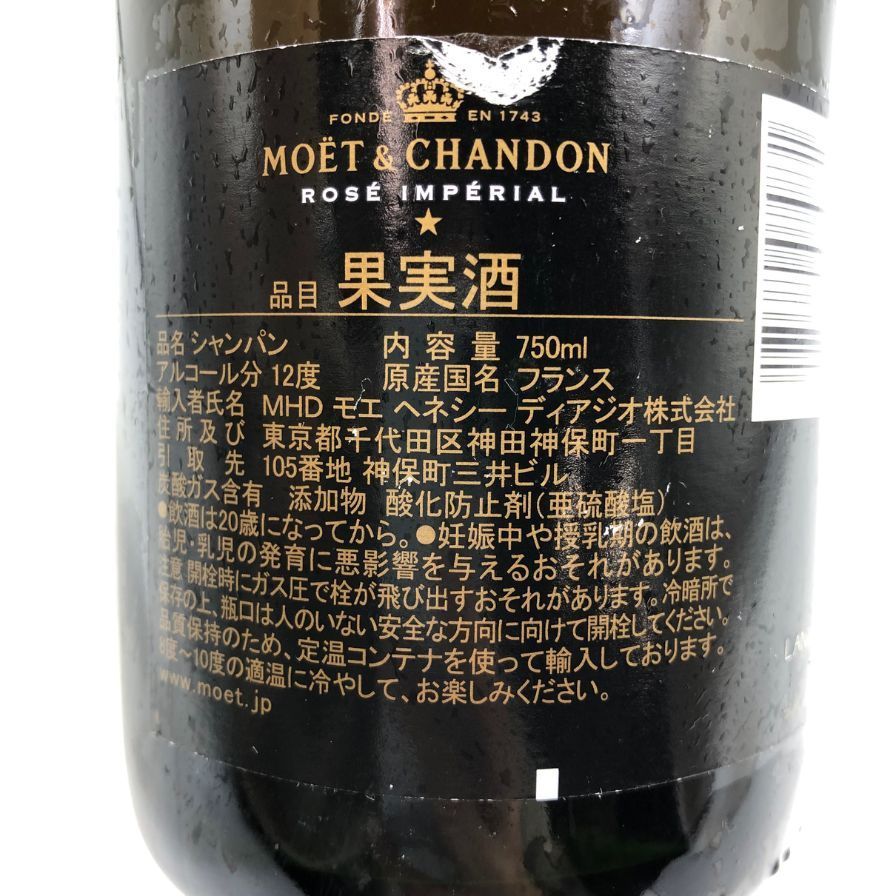 FONDÉ EN 1743
MOËT & CHANDON
ROSÉ IMPÉRIAL
品目 果実酒
品名 シャンパン 内容量 750ml
アルコール分 12度 原産国名 フランス
輸入者氏名 MHD モエ ヘネシー ディアジオ株式会社
住所及び 東京都千代田区神田神保町一丁目
引取先 105番地 神保町三井ビル
炭酸ガス含有 添加物 酸化防止剤(亜硫酸塩)
●飲酒は20歳になってから。●妊娠中や授乳期の飲酒は、
胎児・乳児の発育に悪影響を与えるおそれがあります。
注意 開栓時にガス圧で栓が飛び出すおそれがあります。冷暗所で
保存の上、瓶口は人のいない安全な方向に向けて開栓してください。
品質保持のため、定温コンテナを使って輸入しております。
8度〜10度の適温に冷やして、お楽しみください。
www.moet.jp